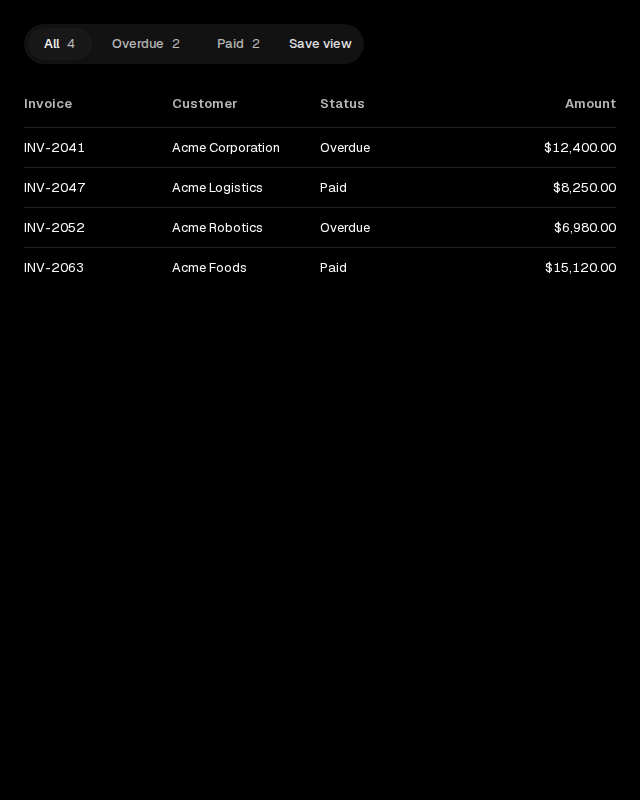 All 4 Overdue 2 Paid 2 Save view
Invoice Customer Status Amount
INV-2041 Acme Corporation Overdue $12,400.00
INV-2047 Acme Logistics Paid $8,250.00
INV-2052 Acme Robotics Overdue $6,980.00
INV-2063 Acme Foods Paid $15,120.00